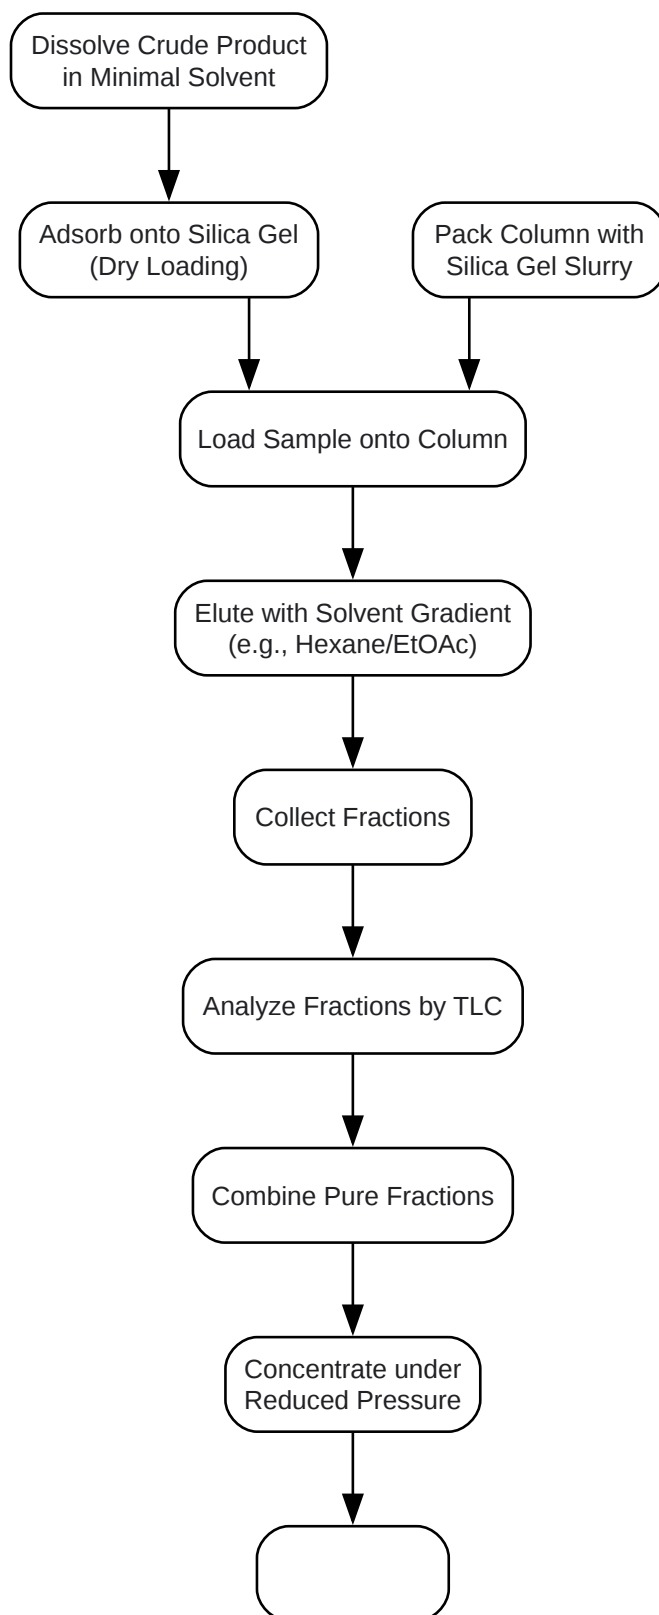 Dissolve Crude Product
in Minimal Solvent
Adsorb onto Silica Gel
(Dry Loading)
Pack Column with
Silica Gel Slurry
Load Sample onto Column
Elute with Solvent Gradient
(e.g., Hexane/EtOAc)
Collect Fractions
Analyze Fractions by TLC
Combine Pure Fractions
Concentrate under
Reduced Pressure